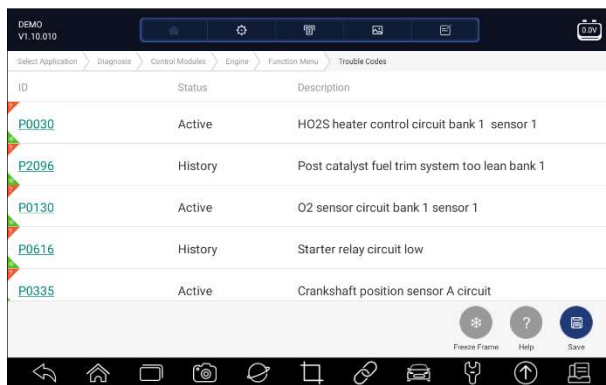 DEMO
V1.10.010
0.0V
Select Application Diagnosis Control Modules Engine Function Menu Trouble Codes
ID Status Description
P0030 Active HO2S heater control circuit bank 1 sensor 1
P2096 History Post catalyst fuel trim system too lean bank 1
P0130 Active O2 sensor circuit bank 1 sensor 1
P0616 History Starter relay circuit low
P0335 Active Crankshaft position sensor A circuit
Freeze Frame Help Save